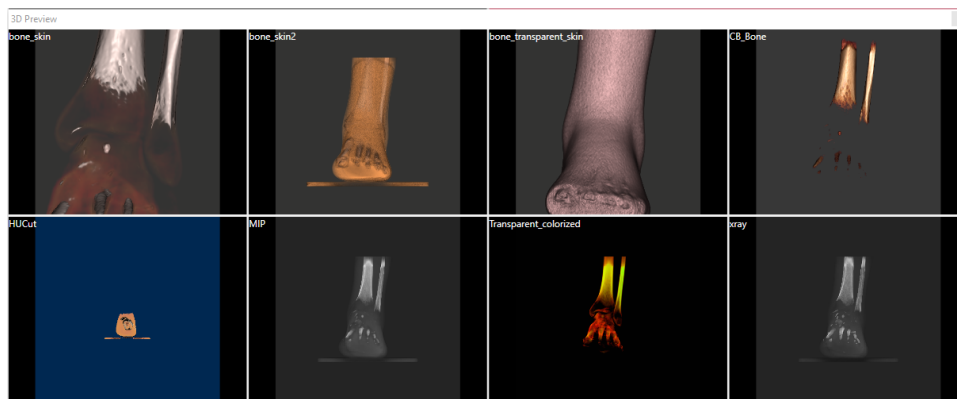 3D Preview
bone_skin
bone_skin2
bone_transparent_skin
CB_Bone
HUCut
MIP
Transparent_colorized
xray